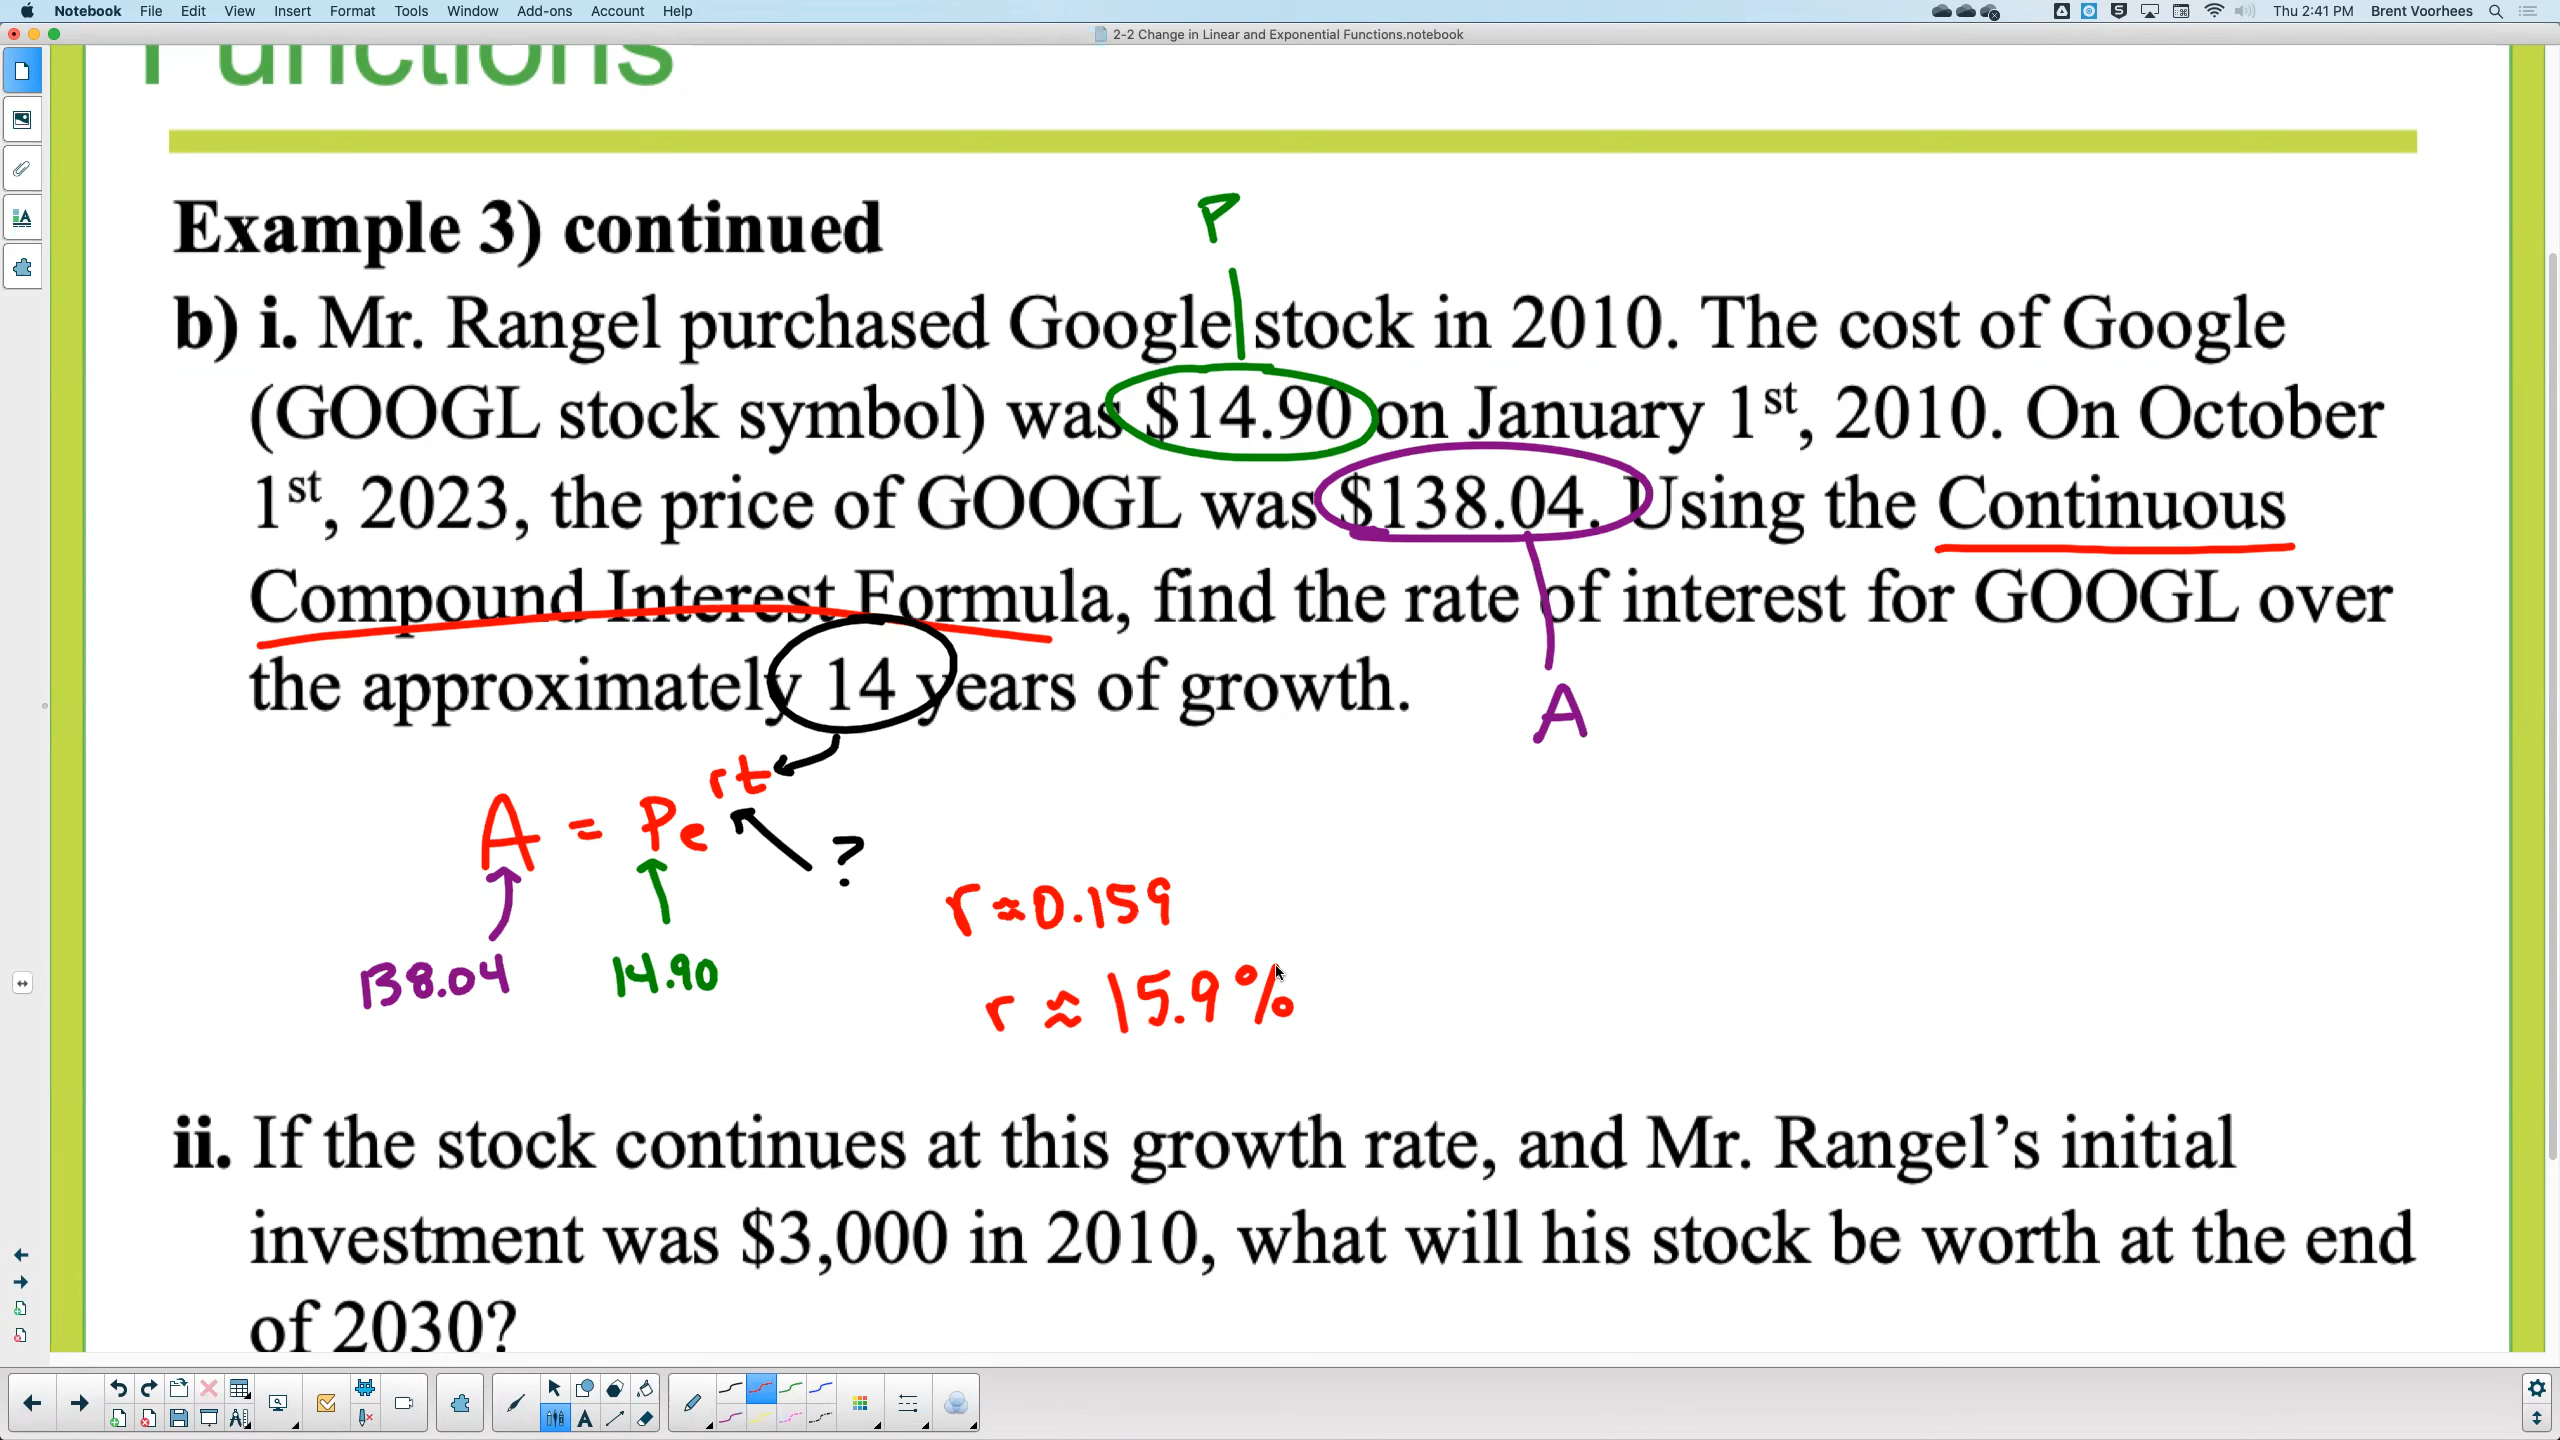 Notebook File Edit View Insert Format Tools Window Add-ons Account Help Thu 2:41 PM Brent Voorhees
2-2 Change in Linear and Exponential Functions.notebook
Functions
Example 3) continued
P
b) i. Mr. Rangel purchased Google stock in 2010. The cost of Google
(GOOGL stock symbol) was $14.90 on January 1st, 2010. On October
1st, 2023, the price of GOOGL was $138.04. Using the Continuous
Compound Interest Formula, find the rate of interest for GOOGL over
the approximately 14 years of growth.
A
A = Pe^rt
?
138.04 14.90
r ≈ 0.159
r ≈ 15.9%
ii. If the stock continues at this growth rate, and Mr. Rangel’s initial
investment was $3,000 in 2010, what will his stock be worth at the end
of 2030?